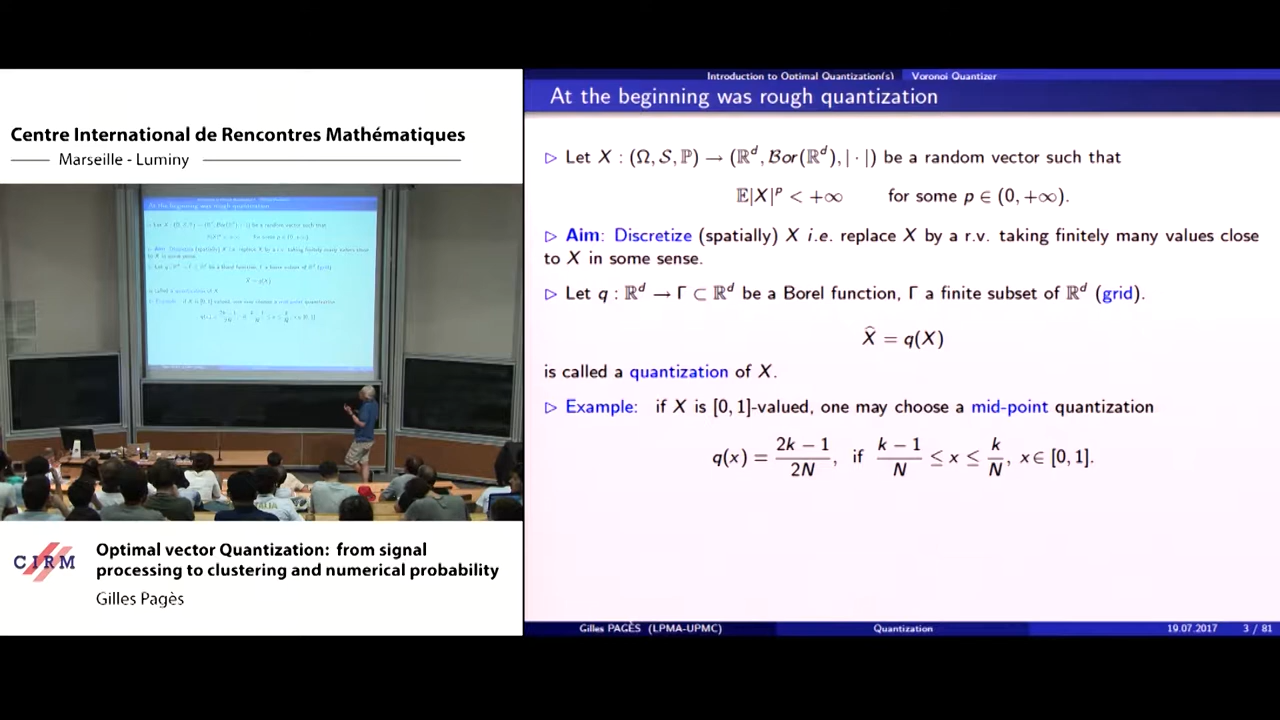 Centre International de Rencontres Mathématiques
Marseille - Luminy
CIRM
Optimal vector Quantization: from signal
processing to clustering and numerical probability
Gilles Pagès
Introduction to Optimal Quantization(s) Voronoi Quantizer
At the beginning was rough quantization
▷ Let X : (Ω, 𝒮, ℙ) → (ℝ^d, Bor(ℝ^d), | · |) be a random vector such that
𝔼|X|^p < +∞ for some p ∈ (0, +∞).
▷ Aim: Discretize (spatially) X i.e. replace X by a r.v. taking finitely many values close
to X in some sense.
▷ Let q : ℝ^d → Γ ⊂ ℝ^d be a Borel function, Γ a finite subset of ℝ^d (grid).
X̂ = q(X)
is called a quantization of X.
▷ Example: if X is [0, 1]-valued, one may choose a mid-point quantization
q(x) = (2k − 1)/(2N), if (k − 1)/N ≤ x ≤ k/N, x ∈ [0, 1].
Gilles PAGÈS (LPMA-UPMC) Quantization 19.07.2017 3 / 81